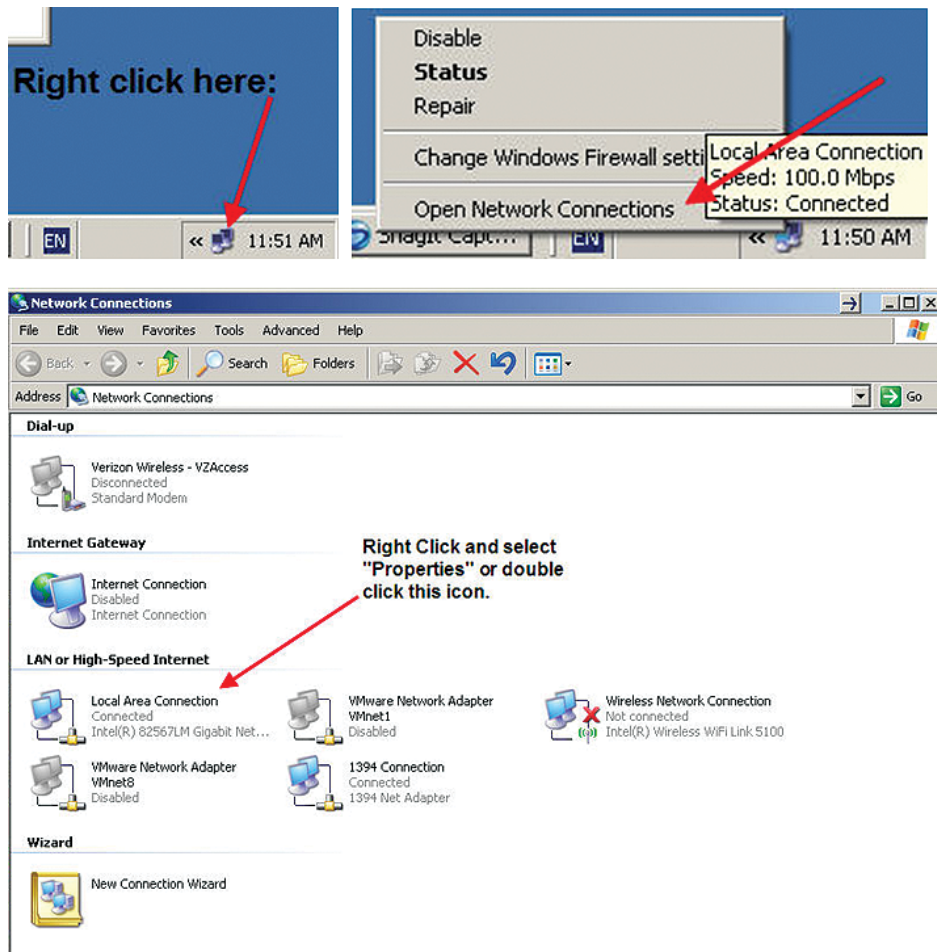 Right click here:
EN
« 11:51 AM
Disable
Status
Repair
Change Windows Firewall setti
Open Network Connections
Local Area Connection
Speed: 100.0 Mbps
Status: Connected
SnagIt Capt...
EN
« 11:50 AM
Network Connections
File Edit View Favorites Tools Advanced Help
Back Search Folders
Address Network Connections Go
Dial-up
Verizon Wireless - VZAccess
Disconnected
Standard Modem
Internet Gateway
Internet Connection
Disabled
Internet Connection
Right Click and select
"Properties" or double
click this icon.
LAN or High-Speed Internet
Local Area Connection
Connected
Intel(R) 82567LM Gigabit Net...
VMware Network Adapter
VMnet1
Disabled
Wireless Network Connection
Not connected
Intel(R) Wireless WiFi Link 5100
VMware Network Adapter
VMnet8
Disabled
1394 Connection
Connected
1394 Net Adapter
Wizard
New Connection Wizard